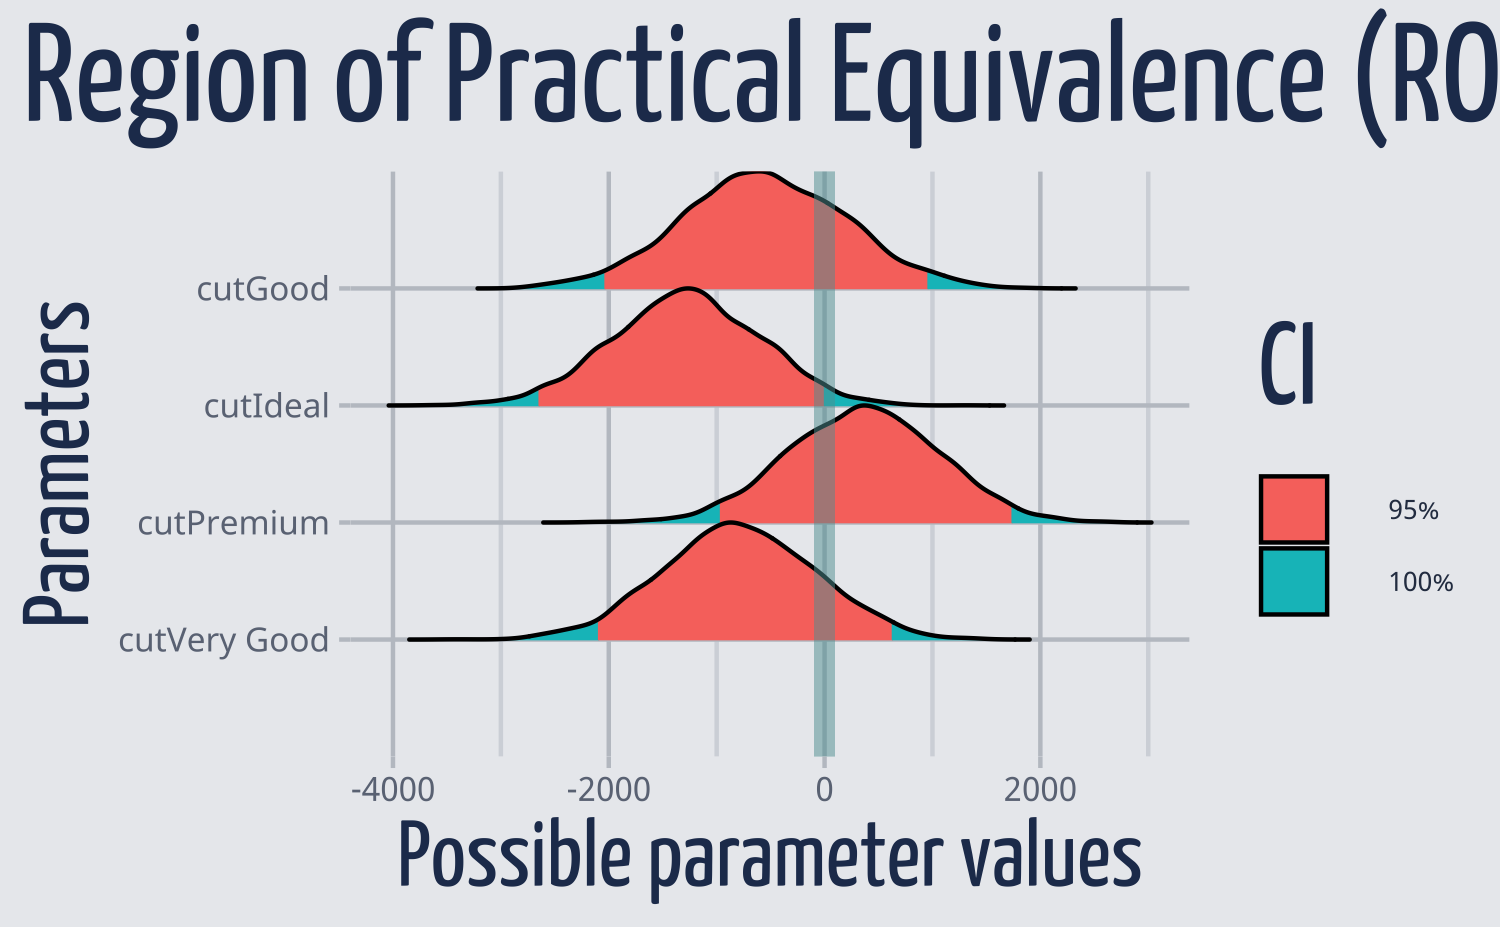 Region of Practical Equivalence (RO
Parameters
cutGood
cutIdeal
cutPremium
cutVery Good
-4000
-2000
0
2000
Possible parameter values
CI
95%
100%